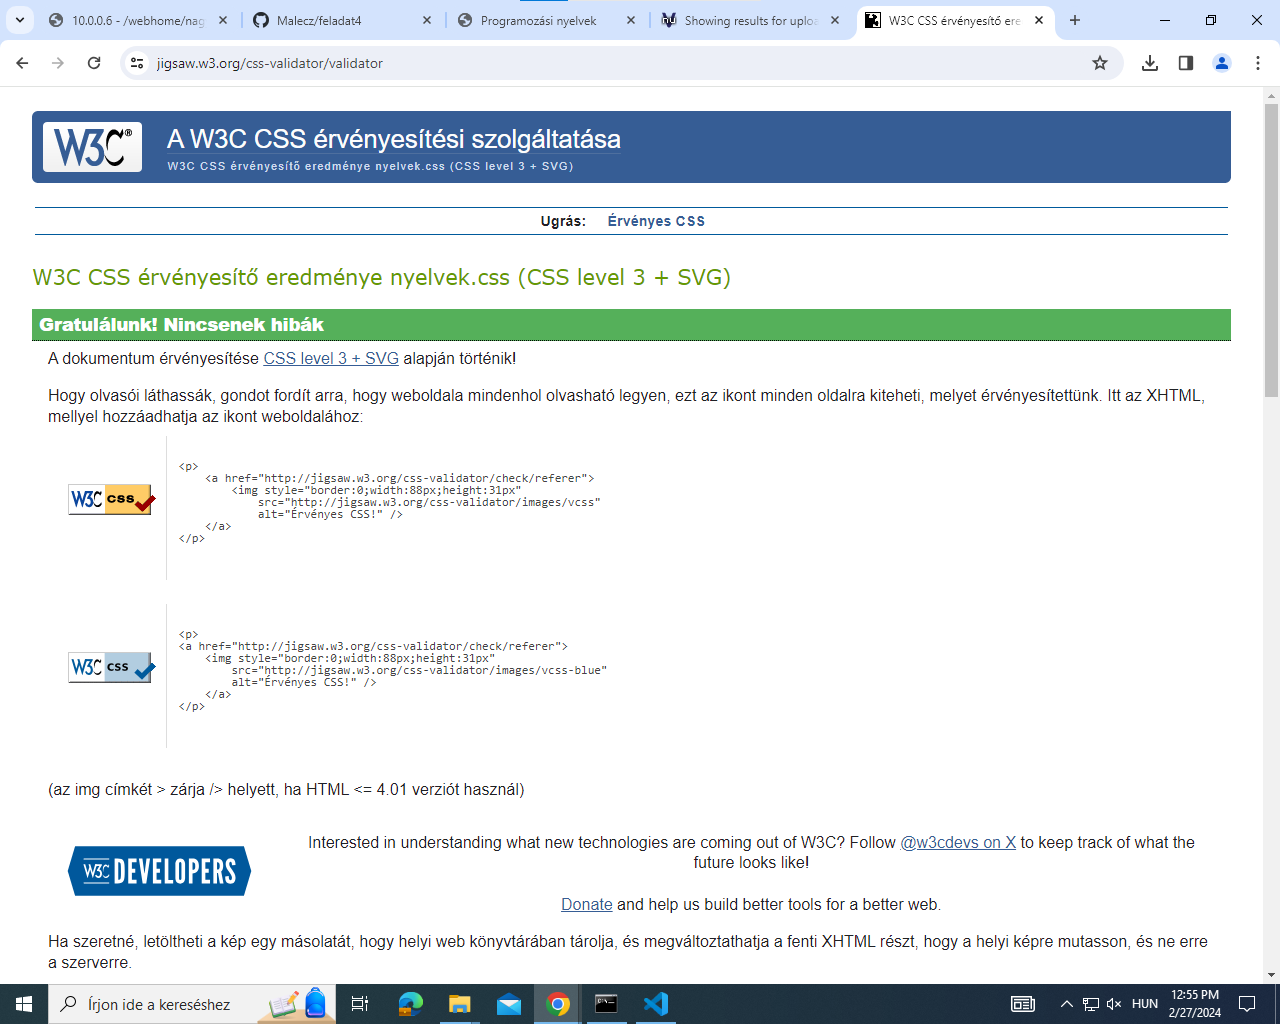 10.0.0.6 - /webhome/nag
Malecz/feladat4
Programozási nyelvek
Showing results for uploa
W3C CSS érvényesítő ere
jigsaw.w3.org/css-validator/validator
W3C®
A W3C CSS érvényesítési szolgáltatása
W3C CSS érvényesítő eredménye nyelvek.css (CSS level 3 + SVG)
Ugrás: Érvényes CSS
W3C CSS érvényesítő eredménye nyelvek.css (CSS level 3 + SVG)
Gratulálunk! Nincsenek hibák
A dokumentum érvényesítése CSS level 3 + SVG alapján történik!
Hogy olvasói láthassák, gondot fordít arra, hogy weboldala mindenhol olvasható legyen, ezt az ikont minden oldalra kiteheti, melyet érvényesítettünk. Itt az XHTML,
mellyel hozzáadhatja az ikont weboldalához:
W3C css
<p>
<a href="http://jigsaw.w3.org/css-validator/check/referer">
<img style="border:0;width:88px;height:31px"
src="http://jigsaw.w3.org/css-validator/images/vcss"
alt="Érvényes CSS!" />
</a>
</p>
W3C css
<p>
<a href="http://jigsaw.w3.org/css-validator/check/referer">
<img style="border:0;width:88px;height:31px"
src="http://jigsaw.w3.org/css-validator/images/vcss-blue"
alt="Érvényes CSS!" />
</a>
</p>
(az img címkét > zárja /> helyett, ha HTML <= 4.01 verziót használ)
W3C DEVELOPERS
Interested in understanding what new technologies are coming out of W3C? Follow @w3cdevs on X to keep track of what the
future looks like!
Donate and help us build better tools for a better web.
Ha szeretné, letöltheti a kép egy másolatát, hogy helyi web könyvtárában tárolja, és megváltoztathatja a fenti XHTML részt, hogy a helyi képre mutasson, és ne erre
a szerverre.
Írjon ide a kereséshez
HUN
12:55 PM
2/27/2024